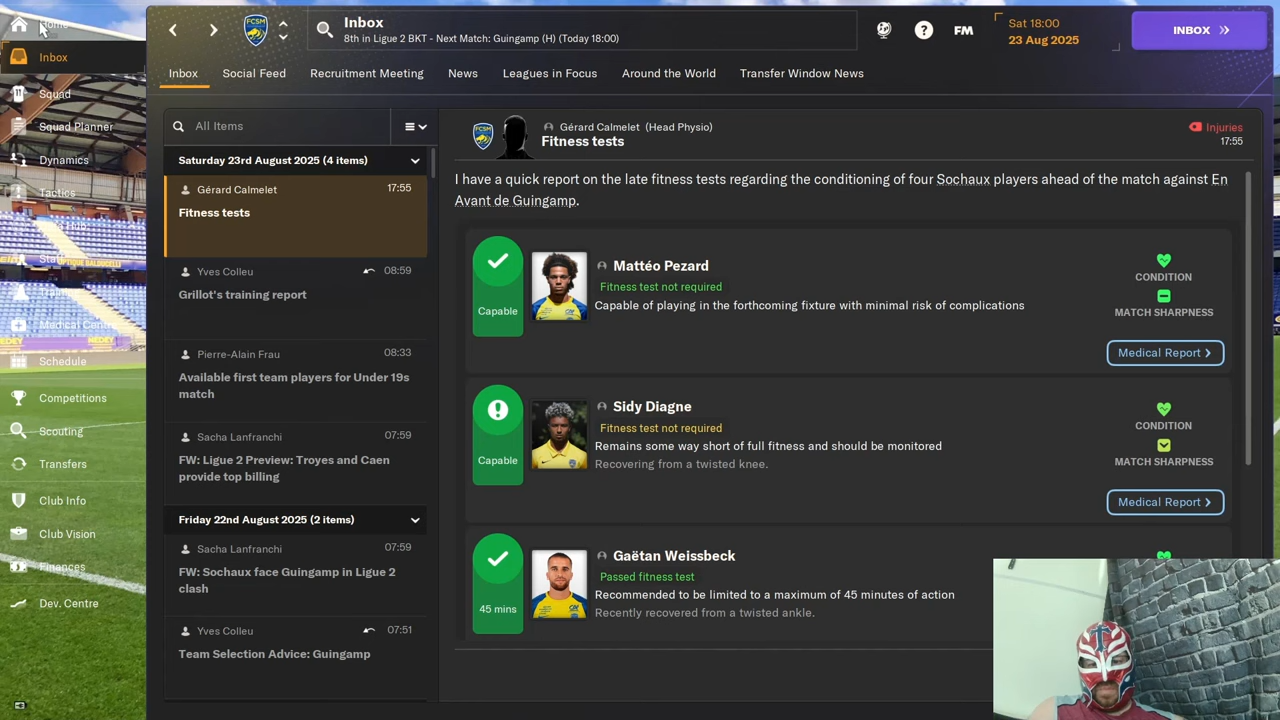 Home
Inbox
Squad
Squad Planner
Dynamics
Tactics
Medical Centre
Schedule
Competitions
Scouting
Transfers
Club Info
Club Vision
Finances
Dev. Centre
FCSM
Inbox
8th in Ligue 2 BKT - Next Match: Guingamp (H) (Today 18:00)
?
FM
Sat 18:00
23 Aug 2025
INBOX
Inbox
Social Feed
Recruitment Meeting
News
Leagues in Focus
Around the World
Transfer Window News
All Items
Saturday 23rd August 2025 (4 items)
Gérard Calmelet 17:55
Fitness tests
Yves Colleu 08:59
Grillot's training report
Pierre-Alain Frau 08:33
Available first team players for Under 19s
match
Sacha Lanfranchi 07:59
FW: Ligue 2 Preview: Troyes and Caen
provide top billing
Friday 22nd August 2025 (2 items)
Sacha Lanfranchi 07:59
FW: Sochaux face Guingamp in Ligue 2
clash
Yves Colleu 07:51
Team Selection Advice: Guingamp
FCSM
Gérard Calmelet (Head Physio)
Fitness tests
Injuries
17:55
I have a quick report on the late fitness tests regarding the conditioning of four Sochaux players ahead of the match against En
Avant de Guingamp.
Capable
Mattéo Pezard
Fitness test not required
Capable of playing in the forthcoming fixture with minimal risk of complications
CONDITION
MATCH SHARPNESS
Medical Report
Capable
Sidy Diagne
Fitness test not required
Remains some way short of full fitness and should be monitored
Recovering from a twisted knee.
CONDITION
MATCH SHARPNESS
Medical Report
45 mins
Gaëtan Weissbeck
Passed fitness test
Recommended to be limited to a maximum of 45 minutes of action
Recently recovered from a twisted ankle.